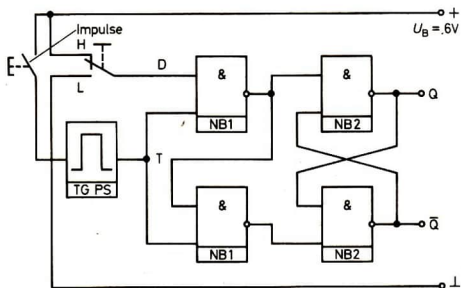 +
Impulse
H
U_B = ,6V
D
&
&
L
NB1
NB2
Q
T
&
&
TG PS
NB1
NB2
Q̅
⊥